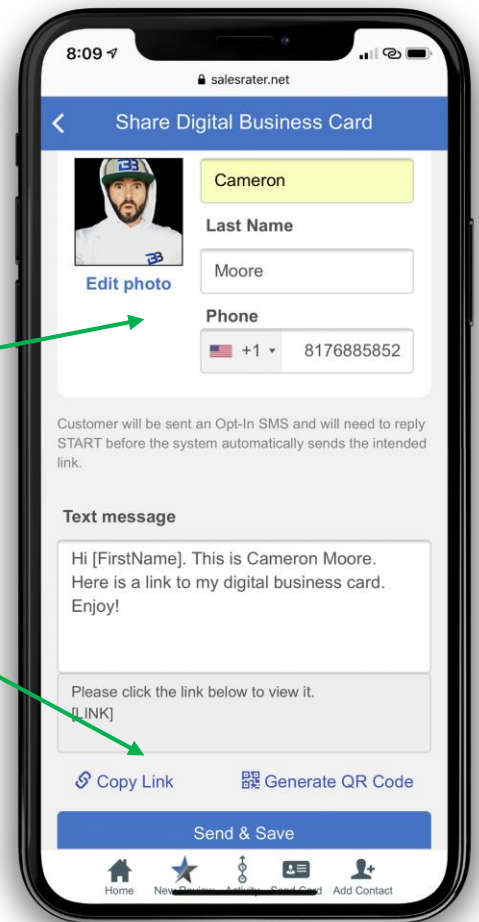 8:09
salesrater.net
Share Digital Business Card
Cameron
Last Name
Edit photo
Moore
Phone
+1 8176885852
Customer will be sent an Opt-In SMS and will need to reply
START before the system automatically sends the intended
link.
Text message
Hi [FirstName]. This is Cameron Moore.
Here is a link to my digital business card.
Enjoy!
Please click the link below to view it.
[LINK]
Copy Link Generate QR Code
Send & Save
Home New Review Activity Send Card Add Contact